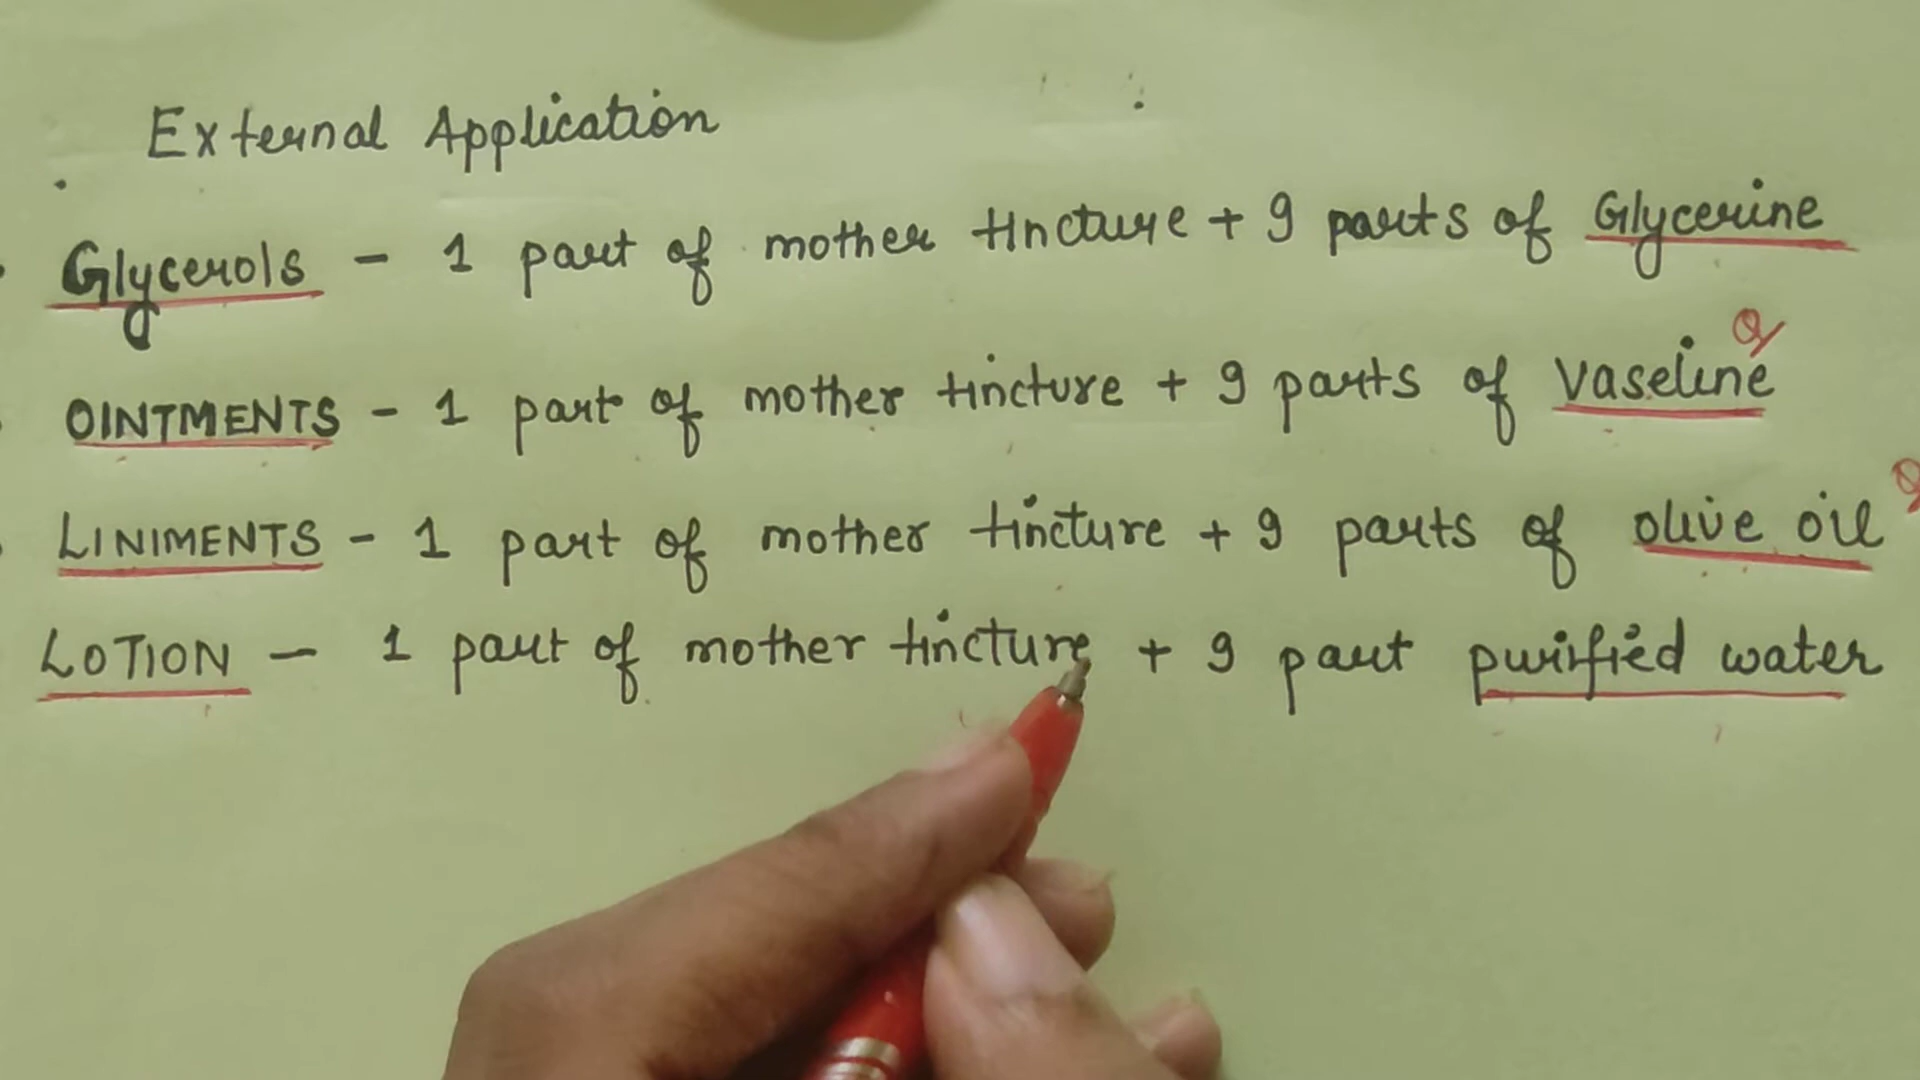 External Application
Glycerols - 1 part of mother tincture + 9 parts of Glycerine
OINTMENTS - 1 part of mother tincture + 9 parts of Vaseline
LINIMENTS - 1 part of mother tincture + 9 parts of olive oil
LOTION - 1 part of mother tincture + 9 part purified water